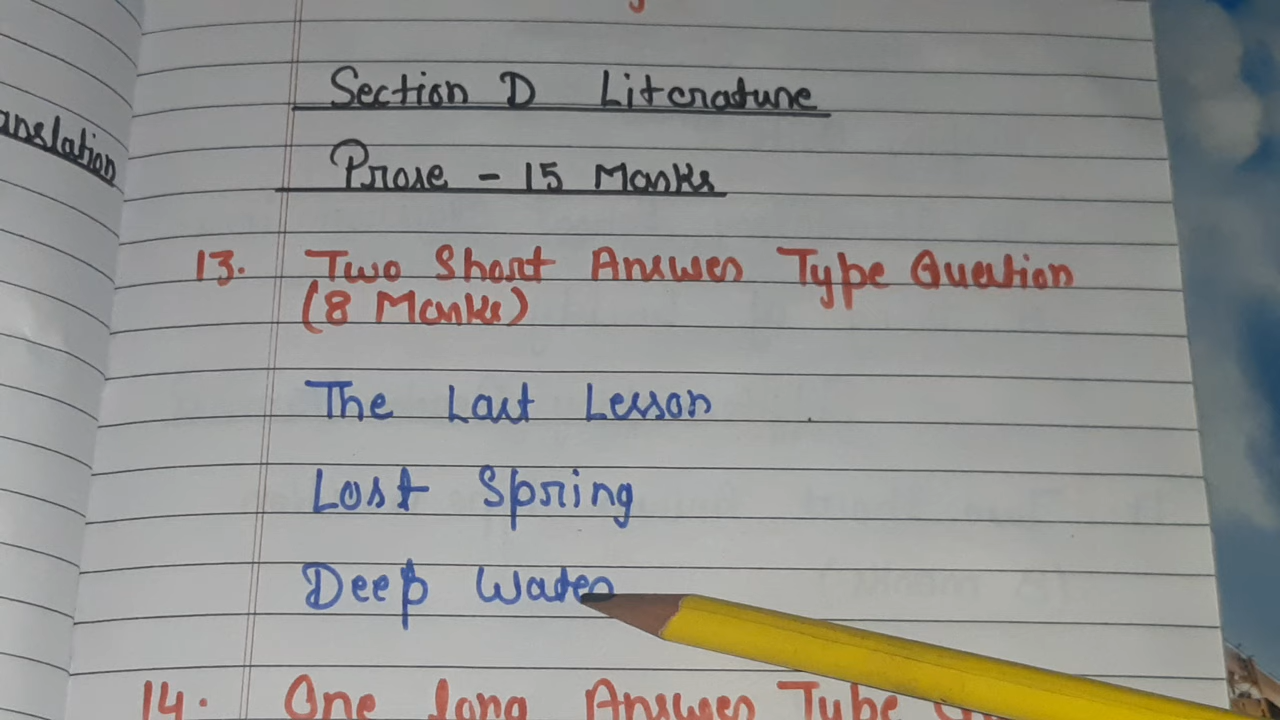 anslation
Section D Literature
Prose - 15 Marks
13. Two Short Answer Type Question
(8 Marks)
The Last Lesson
Lost Spring
Deep Water
14. One long Answer Type